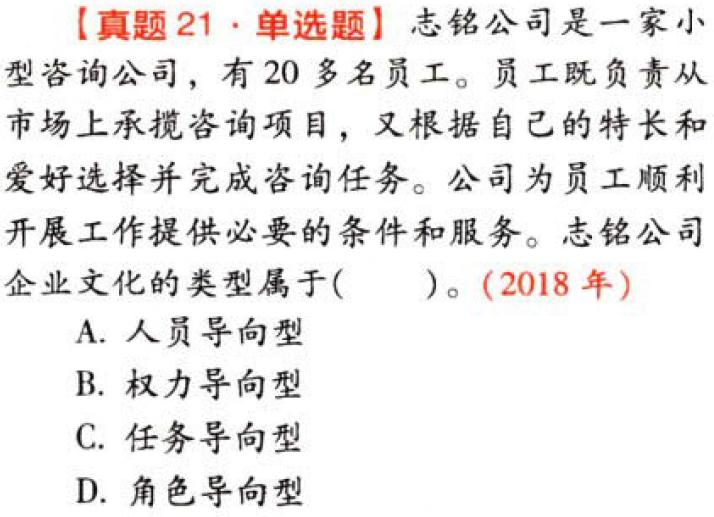 【真题 21·单选题】志铭公司是一家小
型咨询公司，有 20 多名员工。员工既负责从
市场上承揽咨询项目，又根据自己的特长和
爱好选择并完成咨询任务。公司为员工顺利
开展工作提供必要的条件和服务。志铭公司
企业文化的类型属于(　　)。(2018 年)
A. 人员导向型
B. 权力导向型
C. 任务导向型
D. 角色导向型